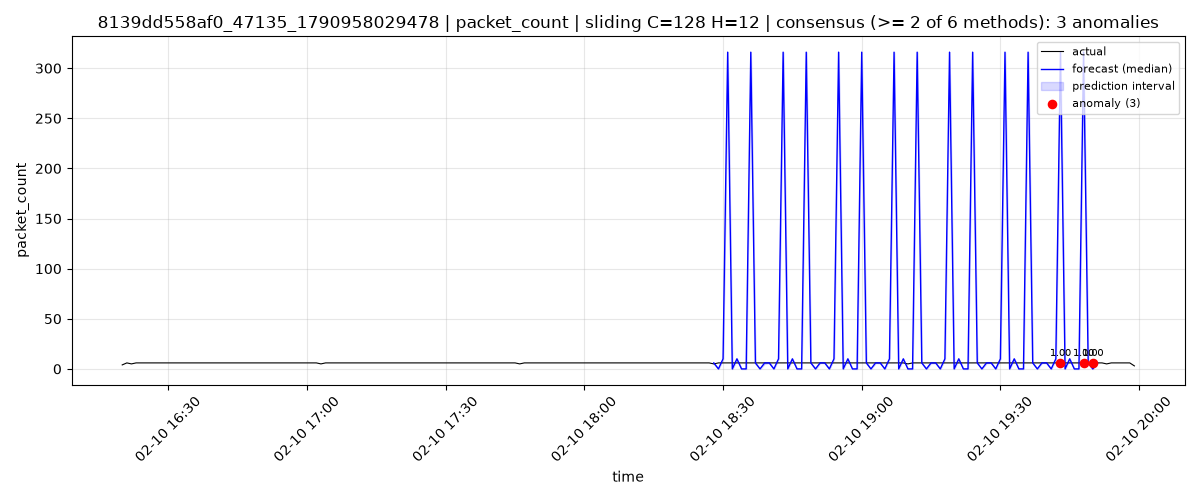 8139dd558af0_47135_1790958029478 | packet_count | sliding C=128 H=12 | consensus (>= 2 of 6 methods): 3 anomalies
actual
forecast (median)
prediction interval
anomaly (3)
packet_count
300
250
200
150
100
50
0
1.00
02-10 16:30
02-10 17:00
02-10 17:30
02-10 18:00
02-10 18:30
02-10 19:00
02-10 19:30
02-10 20:00
time